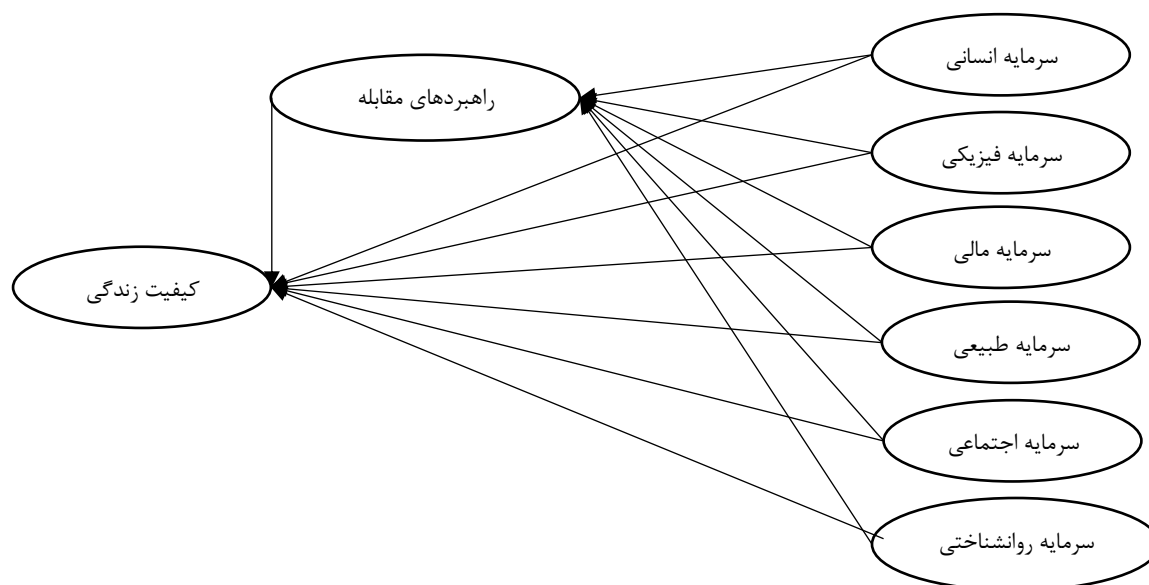 سرمایه انسانی
راهبردهای مقابله
سرمایه فیزیکی
سرمایه مالی
کیفیت زندگی
سرمایه طبیعی
سرمایه اجتماعی
سرمایه روانشناختی